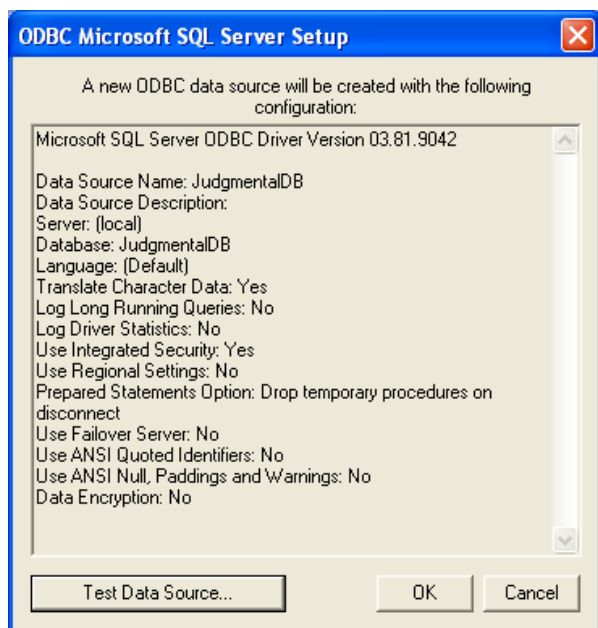 ODBC Microsoft SQL Server Setup
A new ODBC data source will be created with the following
configuration:
Microsoft SQL Server ODBC Driver Version 03.81.9042
Data Source Name: JudgmentalDB
Data Source Description:
Server: (local)
Database: JudgmentalDB
Language: (Default)
Translate Character Data: Yes
Log Long Running Queries: No
Log Driver Statistics: No
Use Integrated Security: Yes
Use Regional Settings: No
Prepared Statements Option: Drop temporary procedures on
disconnect
Use Failover Server: No
Use ANSI Quoted Identifiers: No
Use ANSI Null, Paddings and Warnings: No
Data Encryption: No
Test Data Source... OK Cancel